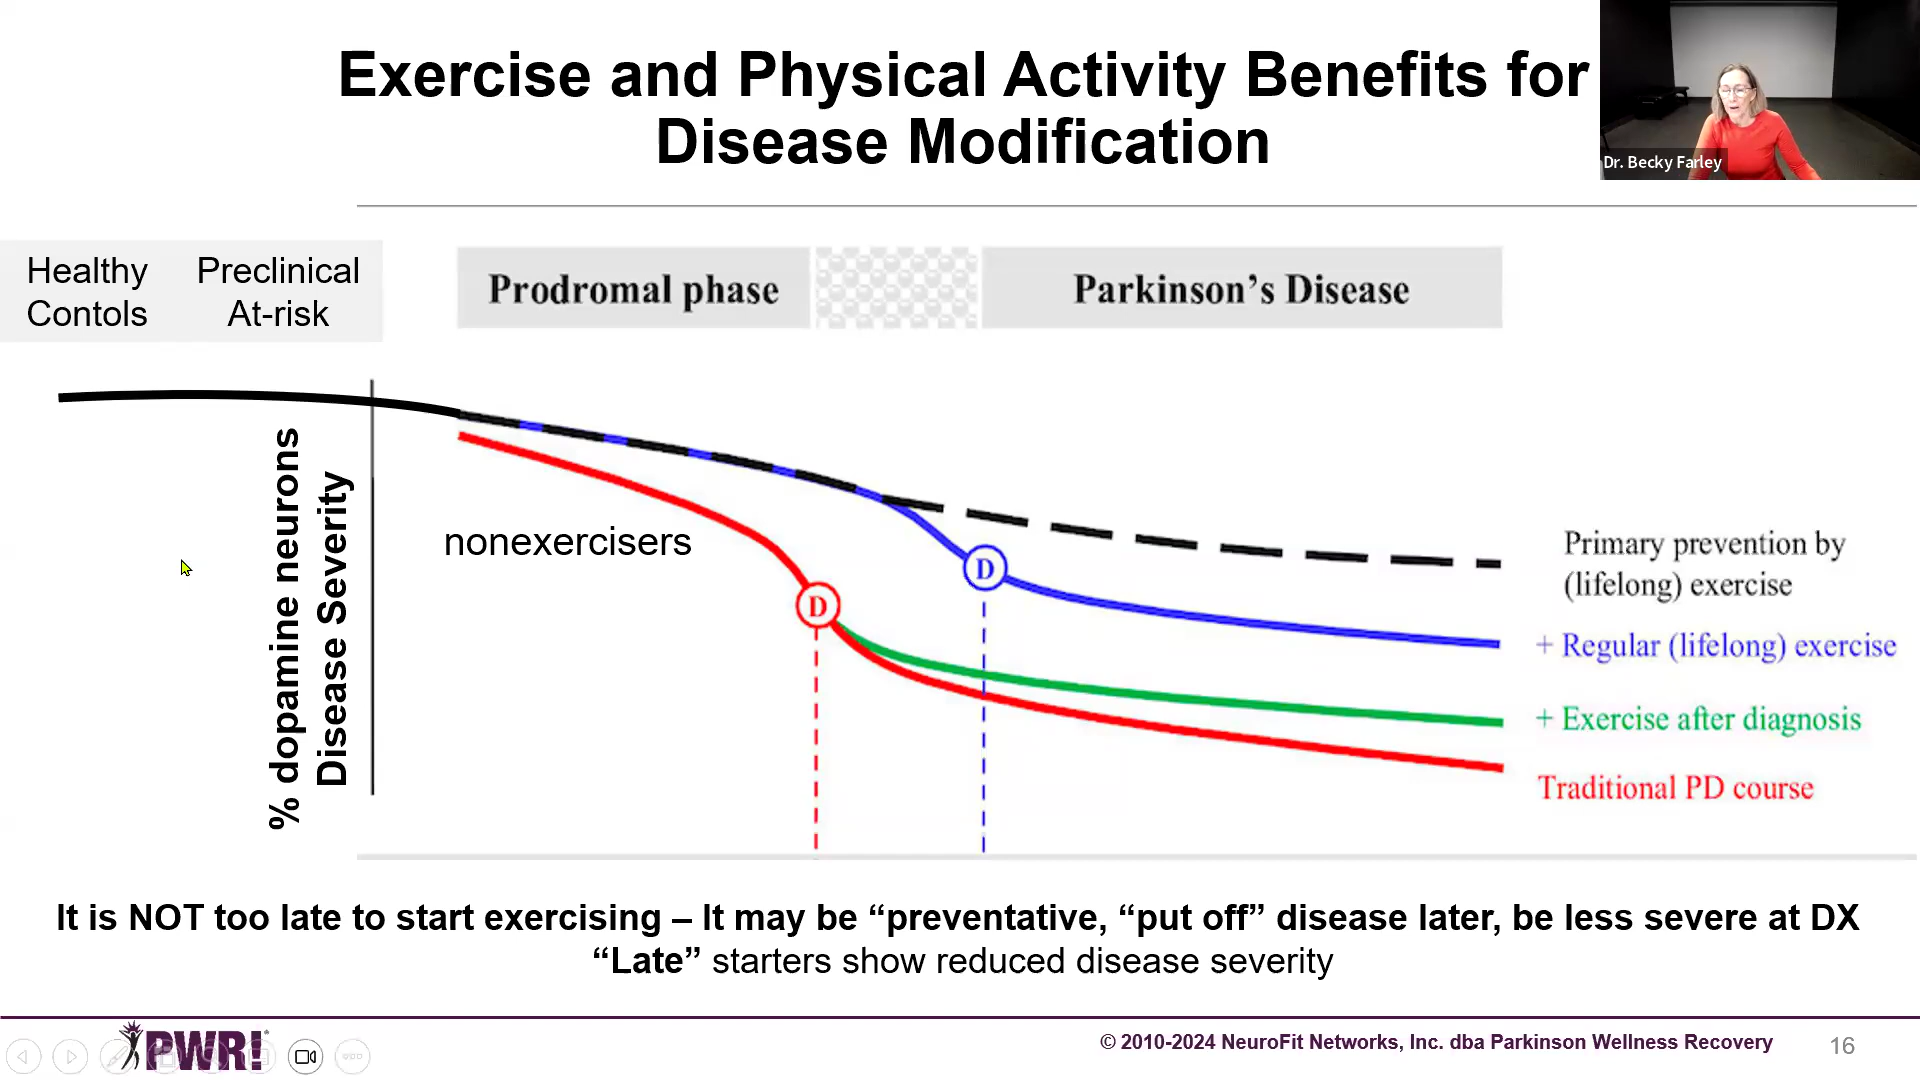 Exercise and Physical Activity Benefits for
Disease Modification
Dr. Becky Farley
Healthy
Contols
Preclinical
At-risk
Prodromal phase
Parkinson's Disease
% dopamine neurons
Disease Severity
nonexercisers
D
D
Primary prevention by
(lifelong) exercise
+ Regular (lifelong) exercise
+ Exercise after diagnosis
Traditional PD course
It is NOT too late to start exercising – It may be “preventative, “put off” disease later, be less severe at DX
“Late” starters show reduced disease severity
PWR!
© 2010-2024 NeuroFit Networks, Inc. dba Parkinson Wellness Recovery
16